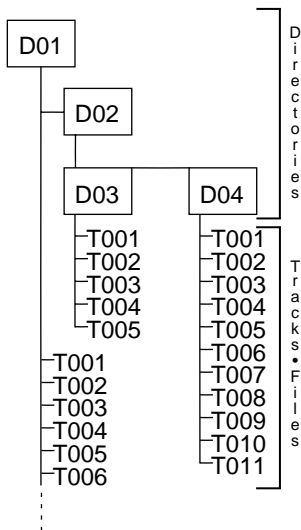 D01
D02
D03
D04
T001
T002
T003
T004
T005
T001
T002
T003
T004
T005
T006
T007
T008
T009
T010
T011
T001
T002
T003
T004
T005
T006
Directories
Tracks•Files